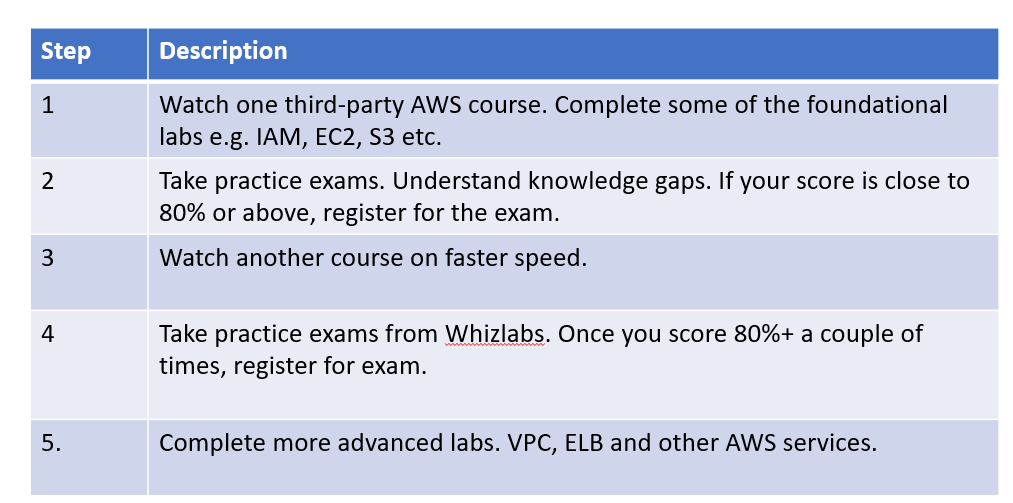 Step Description
1 Watch one third-party AWS course. Complete some of the foundational
labs e.g. IAM, EC2, S3 etc.
2 Take practice exams. Understand knowledge gaps. If your score is close to
80% or above, register for the exam.
3 Watch another course on faster speed.
4 Take practice exams from Whizlabs. Once you score 80%+ a couple of
times, register for exam.
5. Complete more advanced labs. VPC, ELB and other AWS services.